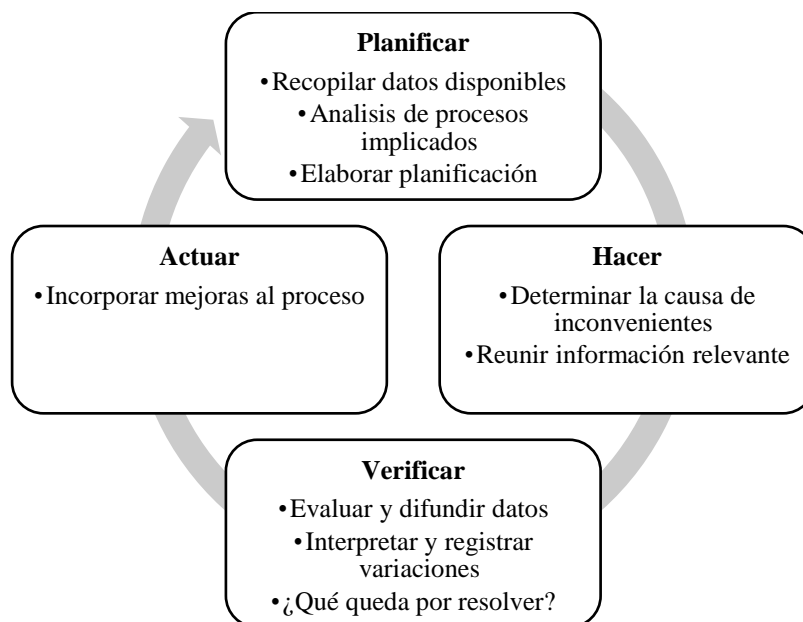 Planificar
•Recopilar datos disponibles
•Analisis de procesos
implicados
•Elaborar planificación
Hacer
•Determinar la causa de
inconvenientes
•Reunir información relevante
Verificar
•Evaluar y difundir datos
•Interpretar y registrar
variaciones
•¿Qué queda por resolver?
Actuar
•Incorporar mejoras al proceso